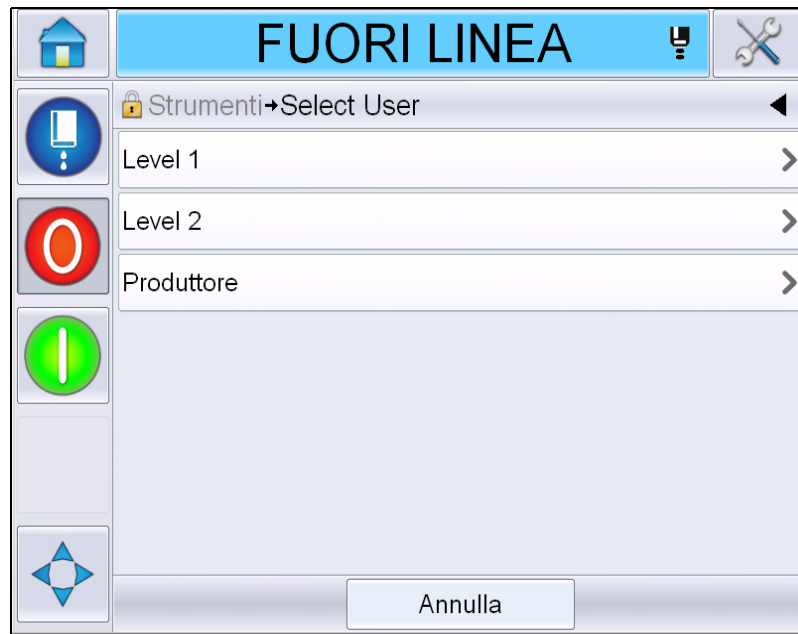 FUORI LINEA
Strumenti→Select User
Level 1
Level 2
Produttore
Annulla